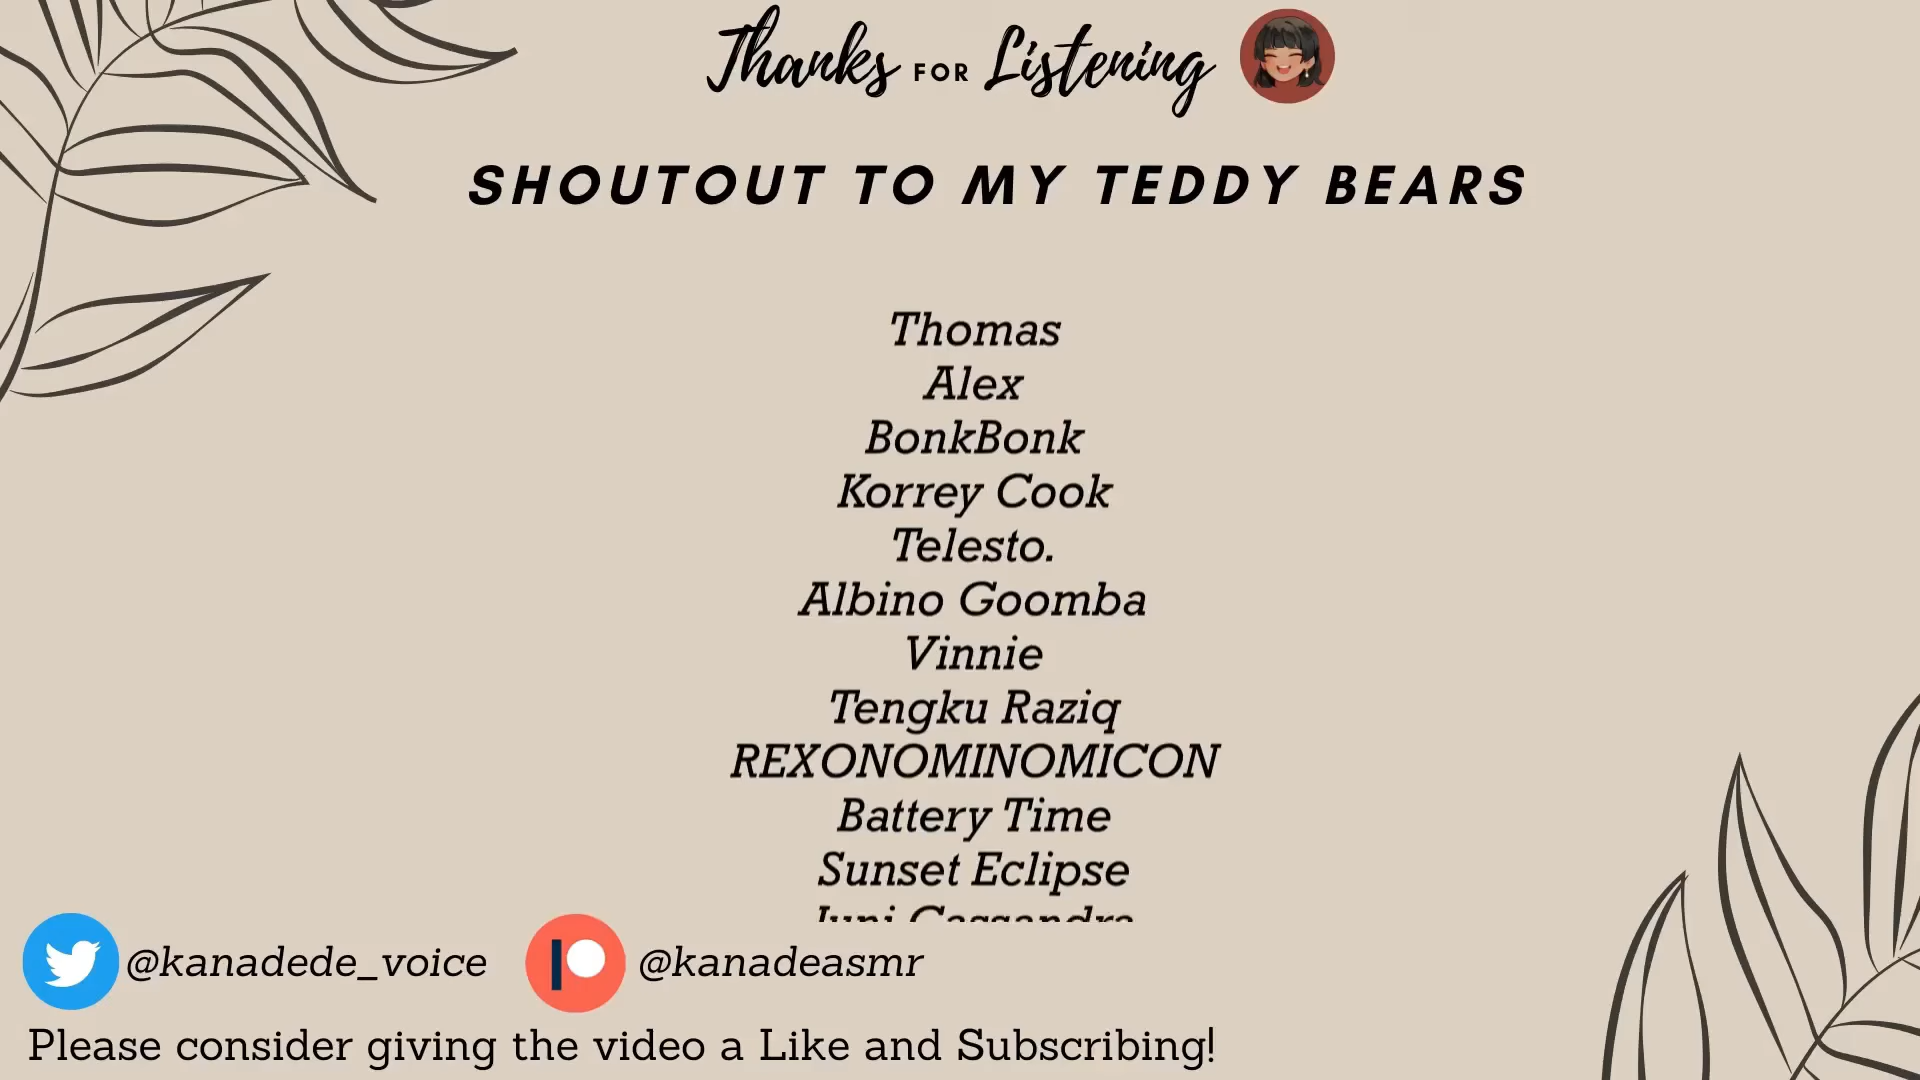 Thanks FOR Listening
SHOUTOUT TO MY TEDDY BEARS
Thomas
Alex
BonkBonk
Korrey Cook
Telesto.
Albino Goomba
Vinnie
Tengku Raziq
REXONOMINOMICON
Battery Time
Sunset Eclipse
@kanadede_voice @kanadeasmr
Please consider giving the video a Like and Subscribing!